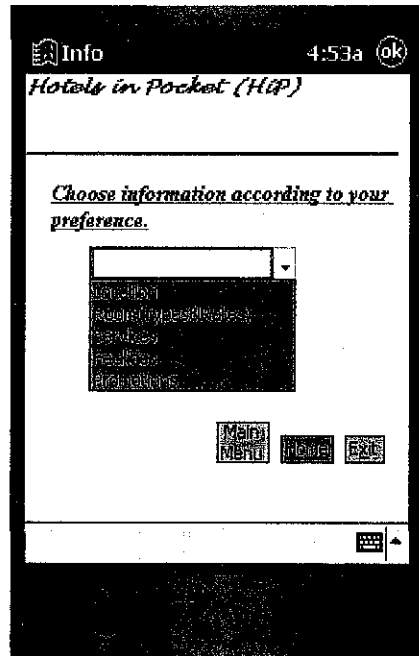 Info 4:53a ok
Hotels in Pocket (HiP)
Choose information according to your
preference.
Location
Room(Types&Rates)
Services
Facilities
Promotions
Main
Menu
Home Exit